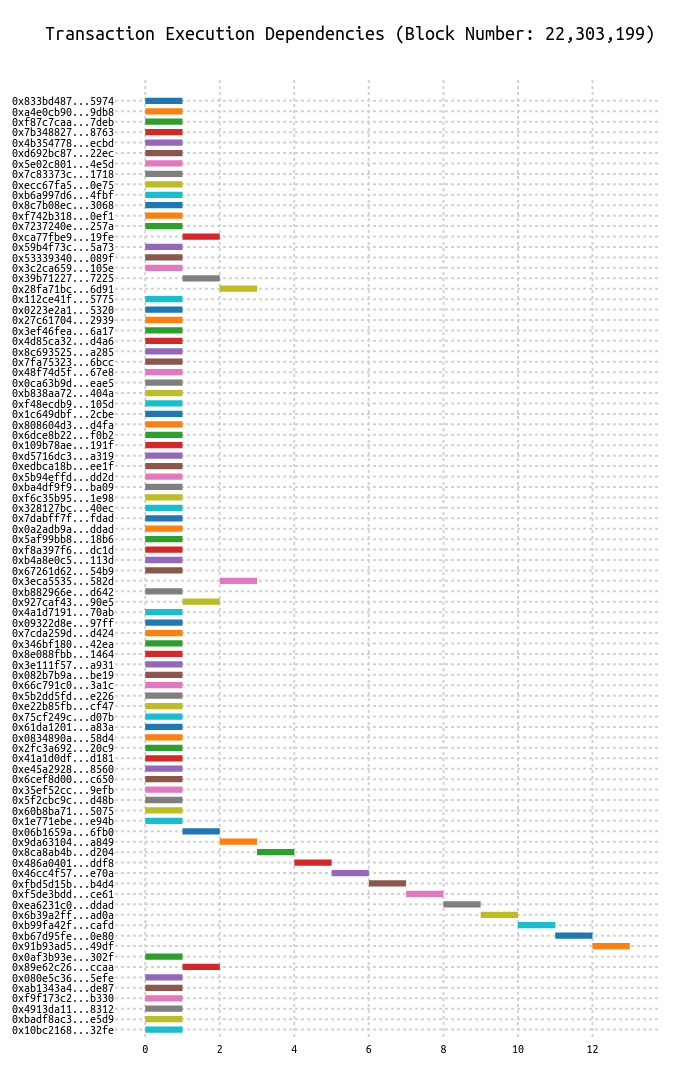 Transaction Execution Dependencies (Block Number: 22,303,199)
0x833bd487...5974
0xa4e0cb90...9db8
0xf87c7caa...7deb
0x7b348827...8763
0x4b354778...ecbd
0xd692bc87...22ec
0x5e02c801...4e5d
0x7c83373c...1718
0xecc67fa5...0e75
0xb6a997d6...4fbf
0x8c7b08ec...3068
0xf742b318...0ef1
0x7237240e...257a
0xca77fbe9...19fe
0x59b4f73c...5a73
0x53339340...089f
0x3c2ca659...105e
0x39b71227...7225
0x28fa71bc...6d91
0x112ce41f...5775
0x0223e2a1...5320
0x27c61704...2939
0x3ef46fea...6a17
0x4d85ca32...d4a6
0x8c693525...a285
0x7fa75323...6bcc
0x48f74d5f...67e8
0x0ca63b9d...eae5
0xb838aa72...404a
0xf48ecdb9...105d
0x1c649dbf...2cbe
0x808604d3...d4fa
0x6dce8b22...f0b2
0x109b78ae...191f
0xd5716dc3...a319
0xedbca18b...ee1f
0x5b94effd...dd2d
0xba4df9f9...ba09
0xf6c35b95...1e98
0x328127bc...40ec
0x7dabff7f...fdad
0x0a2adb9a...ddad
0x5af99bb8...18b6
0xf8a397f6...dc1d
0xb4a8e0c5...113d
0x67261d62...54b9
0x3eca5535...582d
0xb882966e...d642
0x927caf43...90e5
0x4a1d7191...70ab
0x09322d8e...97ff
0x7cda259d...d424
0x346bf180...42ea
0x8e088fbb...1464
0x3e111f57...a931
0x082b7b9a...be19
0x66c791c0...3a1c
0x5b2dd5fd...e226
0xe22b85fb...cf47
0x75cf249c...d07b
0x61da1201...a83a
0x0834890a...58d4
0x2fc3a692...20c9
0x41a1d0df...d181
0xe45a2928...8560
0x6cef8d00...c650
0x35ef52cc...9efb
0x5f2cbc9c...d48b
0x60b8ba71...5075
0x1e771ebe...e94b
0x06b1659a...6fb0
0x9da63104...a849
0x8ca8ab4b...d204
0x486a0401...ddf8
0x46cc4f57...e70a
0xfbd5d15b...b4d4
0xf5de3bdd...ce61
0xea6231c0...ddad
0x6b39a2ff...ad0a
0xb99fa42f...cafd
0xb67d95fe...0e80
0x91b93ad5...49df
0x0af3b93e...302f
0x89e62c26...ccaa
0x080e5c36...5efe
0xab1343a4...de87
0xf9f173c2...b330
0x4913da11...8312
0xbadf8ac3...e5d9
0x10bc2168...32fe
0 2 4 6 8 10 12